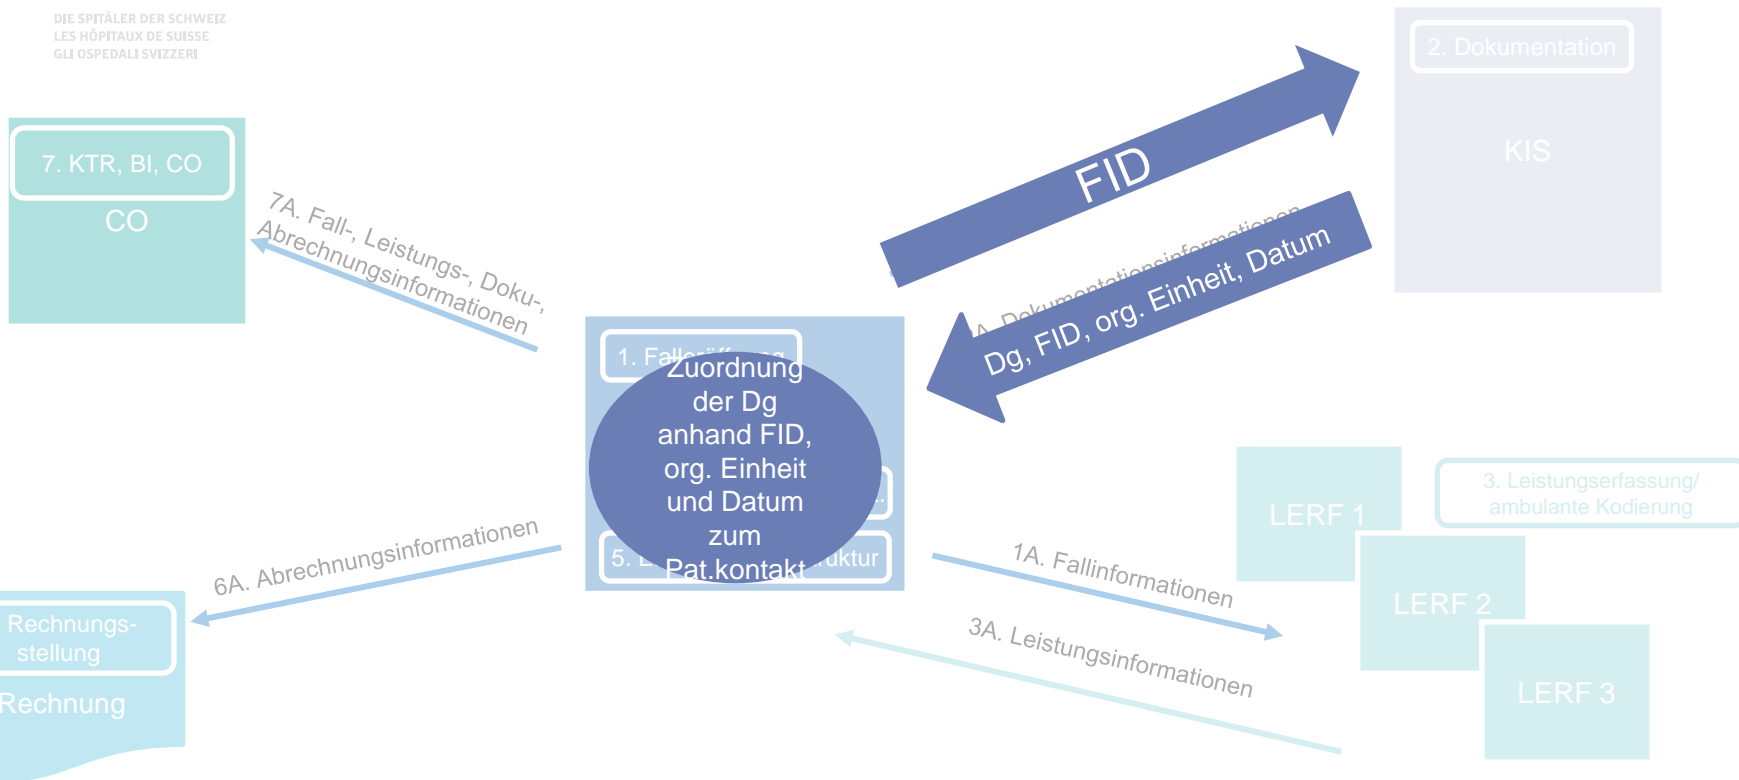 DIE SPITÄLER DER SCHWEIZ
LES HÔPITAUX DE SUISSE
GLI OSPEDALI SVIZZERI
2. Dokumentation
KIS
FID
Dokumentationsinformationen
Dg, FID, org. Einheit, Datum
7. KTR, BI, CO
CO
7A. Fall-, Leistungs-, Doku-,
Abrechnungsinformationen
1.
Zuordnung
der Dg
anhand FID,
org. Einheit
und Datum
zum
Pat.kontakt
5.
6A. Abrechnungsinformationen
Rechnungs-
stellung
Rechnung
1A. Fallinformationen
3A. Leistungsinformationen
LERF 1
LERF 2
LERF 3
3. Leistungserfassung/
ambulante Kodierung